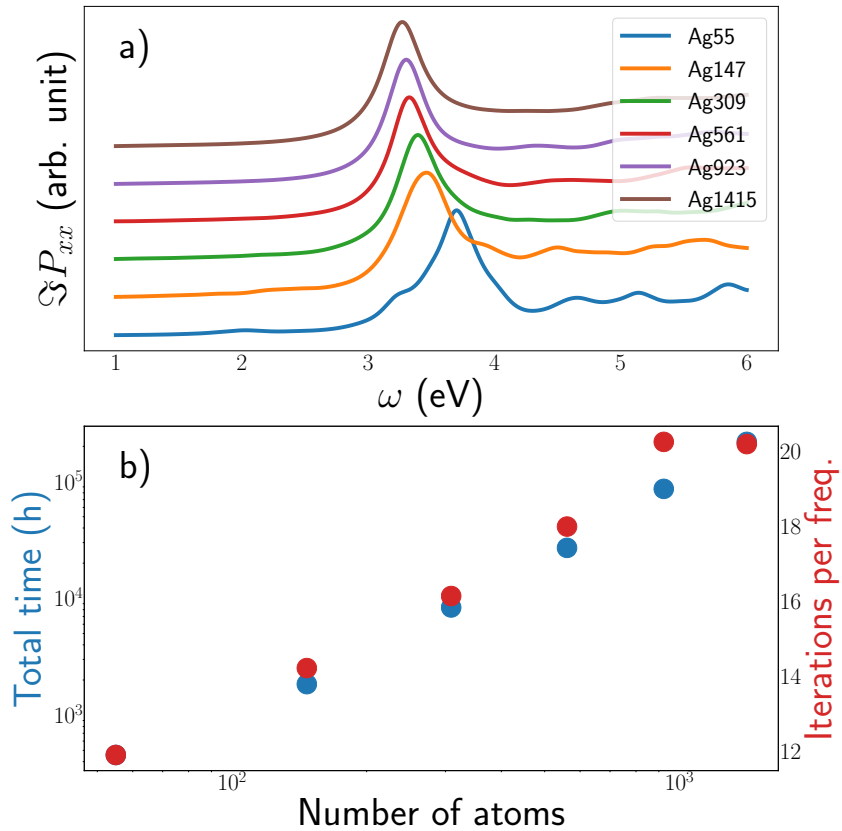 a)
ℑP_{xx} (arb. unit)
Ag55
Ag147
Ag309
Ag561
Ag923
Ag1415
1 2 3 4 5 6
ω (eV)
b)
Total time (h)
10^5
10^4
10^3
20
18
16
14
12
Iterations per freq.
10^2 10^3
Number of atoms